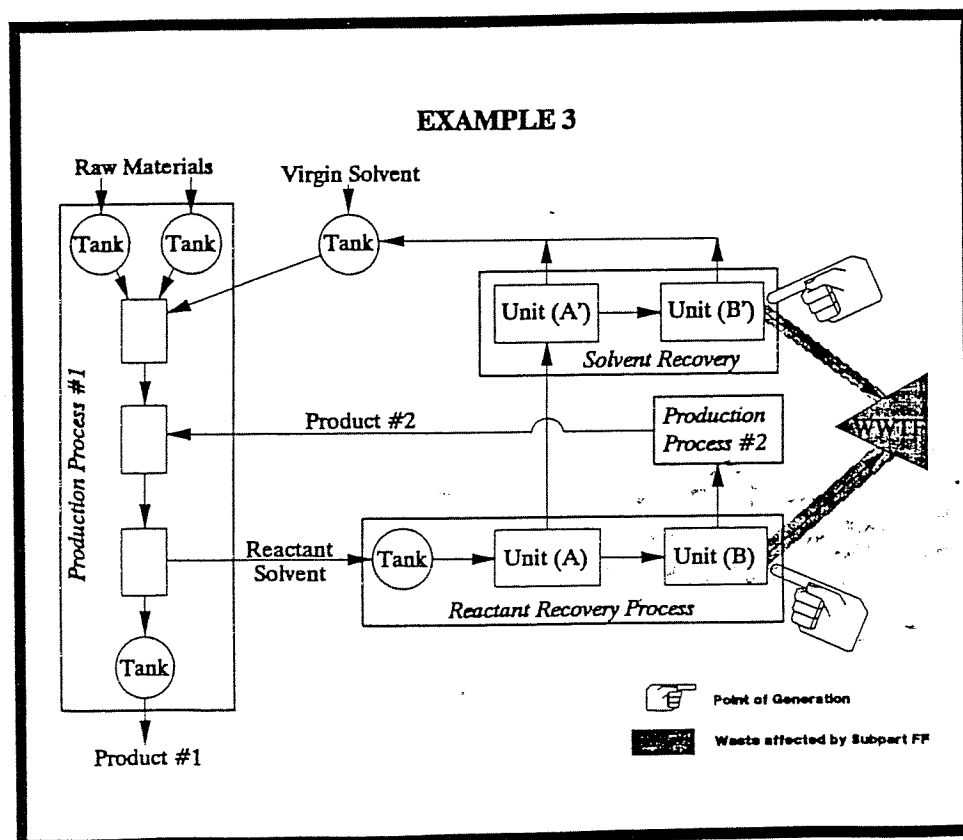 EXAMPLE 3
Raw Materials
Virgin Solvent
Tank
Tank
Tank
Unit (A')
Unit (B')
Solvent Recovery
Production Process #1
Product #2
Production
Process #2
WWTF
Reactant
Solvent
Tank
Unit (A)
Unit (B)
Reactant Recovery Process
Tank
Product #1
Point of Generation
Waste affected by Subpart FF